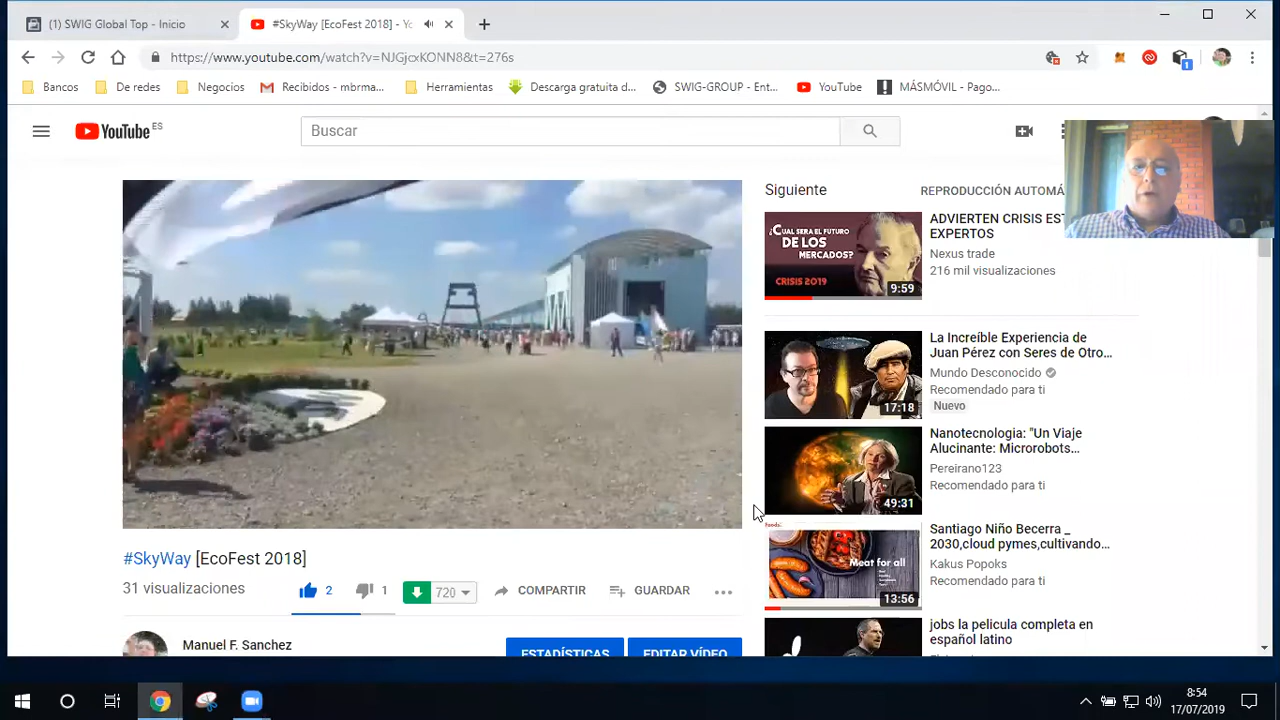 (1) SWIG Global Top - Inicio
#SkyWay [EcoFest 2018] - Yo
https://www.youtube.com/watch?v=NJGjcxKONN8&t=276s
1
Bancos
De redes
Negocios
Recibidos - mbrma...
Herramientas
Descarga gratuita d...
SWIG-GROUP - Ent...
YouTube
MÁSMÓVIL - Pago...
YouTube ES
Buscar
Siguiente
REPRODUCCIÓN AUTOMÁ
¿CUAL SERA EL FUTURO
DE LOS
MERCADOS?
CRISIS 2019
9:59
ADVIERTEN CRISIS EST
EXPERTOS
Nexus trade
216 mil visualizaciones
17:18
La Increíble Experiencia de
Juan Pérez con Seres de Otro...
Mundo Desconocido
Recomendado para ti
Nuevo
49:31
Nanotecnologia: "Un Viaje
Alucinante: Microrobots...
Pereirano123
Recomendado para ti
Meat for all
13:56
Santiago Niño Becerra _
2030,cloud pymes,cultivando...
Kakus Popoks
Recomendado para ti
jobs la pelicula completa en
español latino
#SkyWay [EcoFest 2018]
31 visualizaciones
2
1
720
COMPARTIR
GUARDAR
Manuel F. Sanchez
ESTADÍSTICAS
EDITAR VÍDEO
8:54
17/07/2019